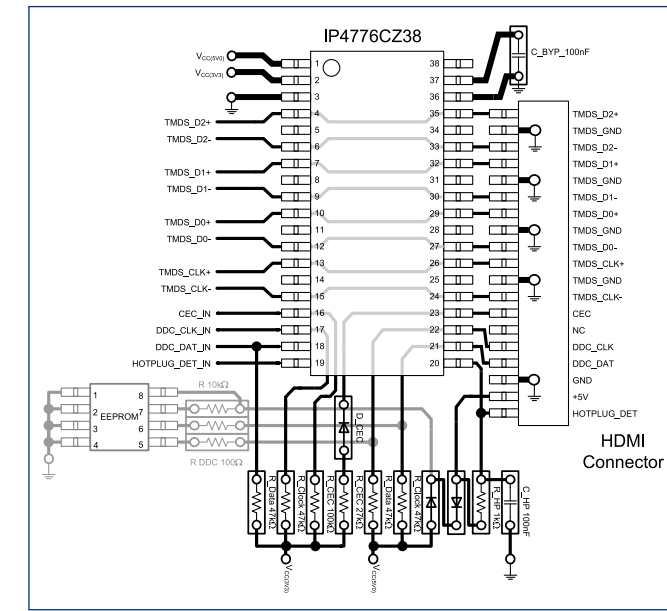 IP4776CZ38
C_BYP_100nF
VCC(5V0)
VCC(3V3)
1 38
2 37
3 36
TMDS_D2+ 4 35 TMDS_D2+
5 34 TMDS_GND
TMDS_D2- 6 33 TMDS_D2-
TMDS_D1+ 7 32 TMDS_D1+
8 31 TMDS_GND
TMDS_D1- 9 30 TMDS_D1-
TMDS_D0+ 10 29 TMDS_D0+
11 28 TMDS_GND
TMDS_D0- 12 27 TMDS_D0-
TMDS_CLK+ 13 26 TMDS_CLK+
14 25 TMDS_GND
TMDS_CLK- 15 24 TMDS_CLK-
CEC_IN 16 23 CEC
DDC_CLK_IN 17 22 NC
DDC_DAT_IN 18 21 DDC_CLK
HOTPLUG_DET_IN 19 20 DDC_DAT
GND
+5V
HOTPLUG_DET
HDMI
Connector
R 10kΩ
1 8
2 EEPROM 7
3 6
4 5
R DDC 100Ω
D_CEC
R_Data 47kΩ
R_Clock 47kΩ
R_CEC 100kΩ
R_CEC 27kΩ
R_Data 47kΩ
R_Clock 47kΩ
R_HP 1kΩ
C_HP 100nF
VCC(3V3)
VCC(5V0)